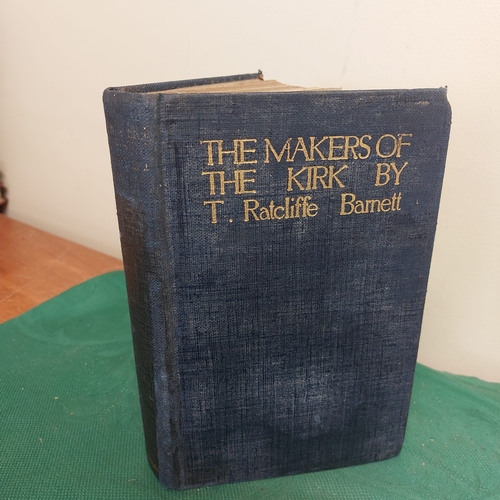 THE MAKERS OF
THE KIRK BY
T. Ratcliffe Barnett